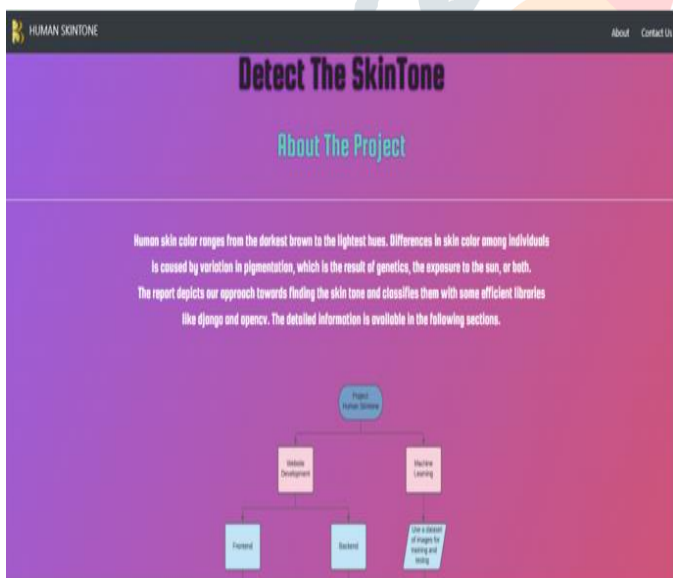 HUMAN SKINTONE
About Contact Us
Detect The SkinTone
About The Project
Human skin color ranges from the darkest brown to the lightest hues. Differences in skin color among individuals
is caused by variation in pigmentation, which is the result of genetics, the exposure to the sun, or both.
The report depicts our approach towards finding the skin tone and classifies them with some efficient libraries
like django and opencv. The detailed information is available in the following sections.
Project
Human Skintone
Website
Development
Machine
Learning
Frontend
Backend
Use a dataset
of images for
training and
testing